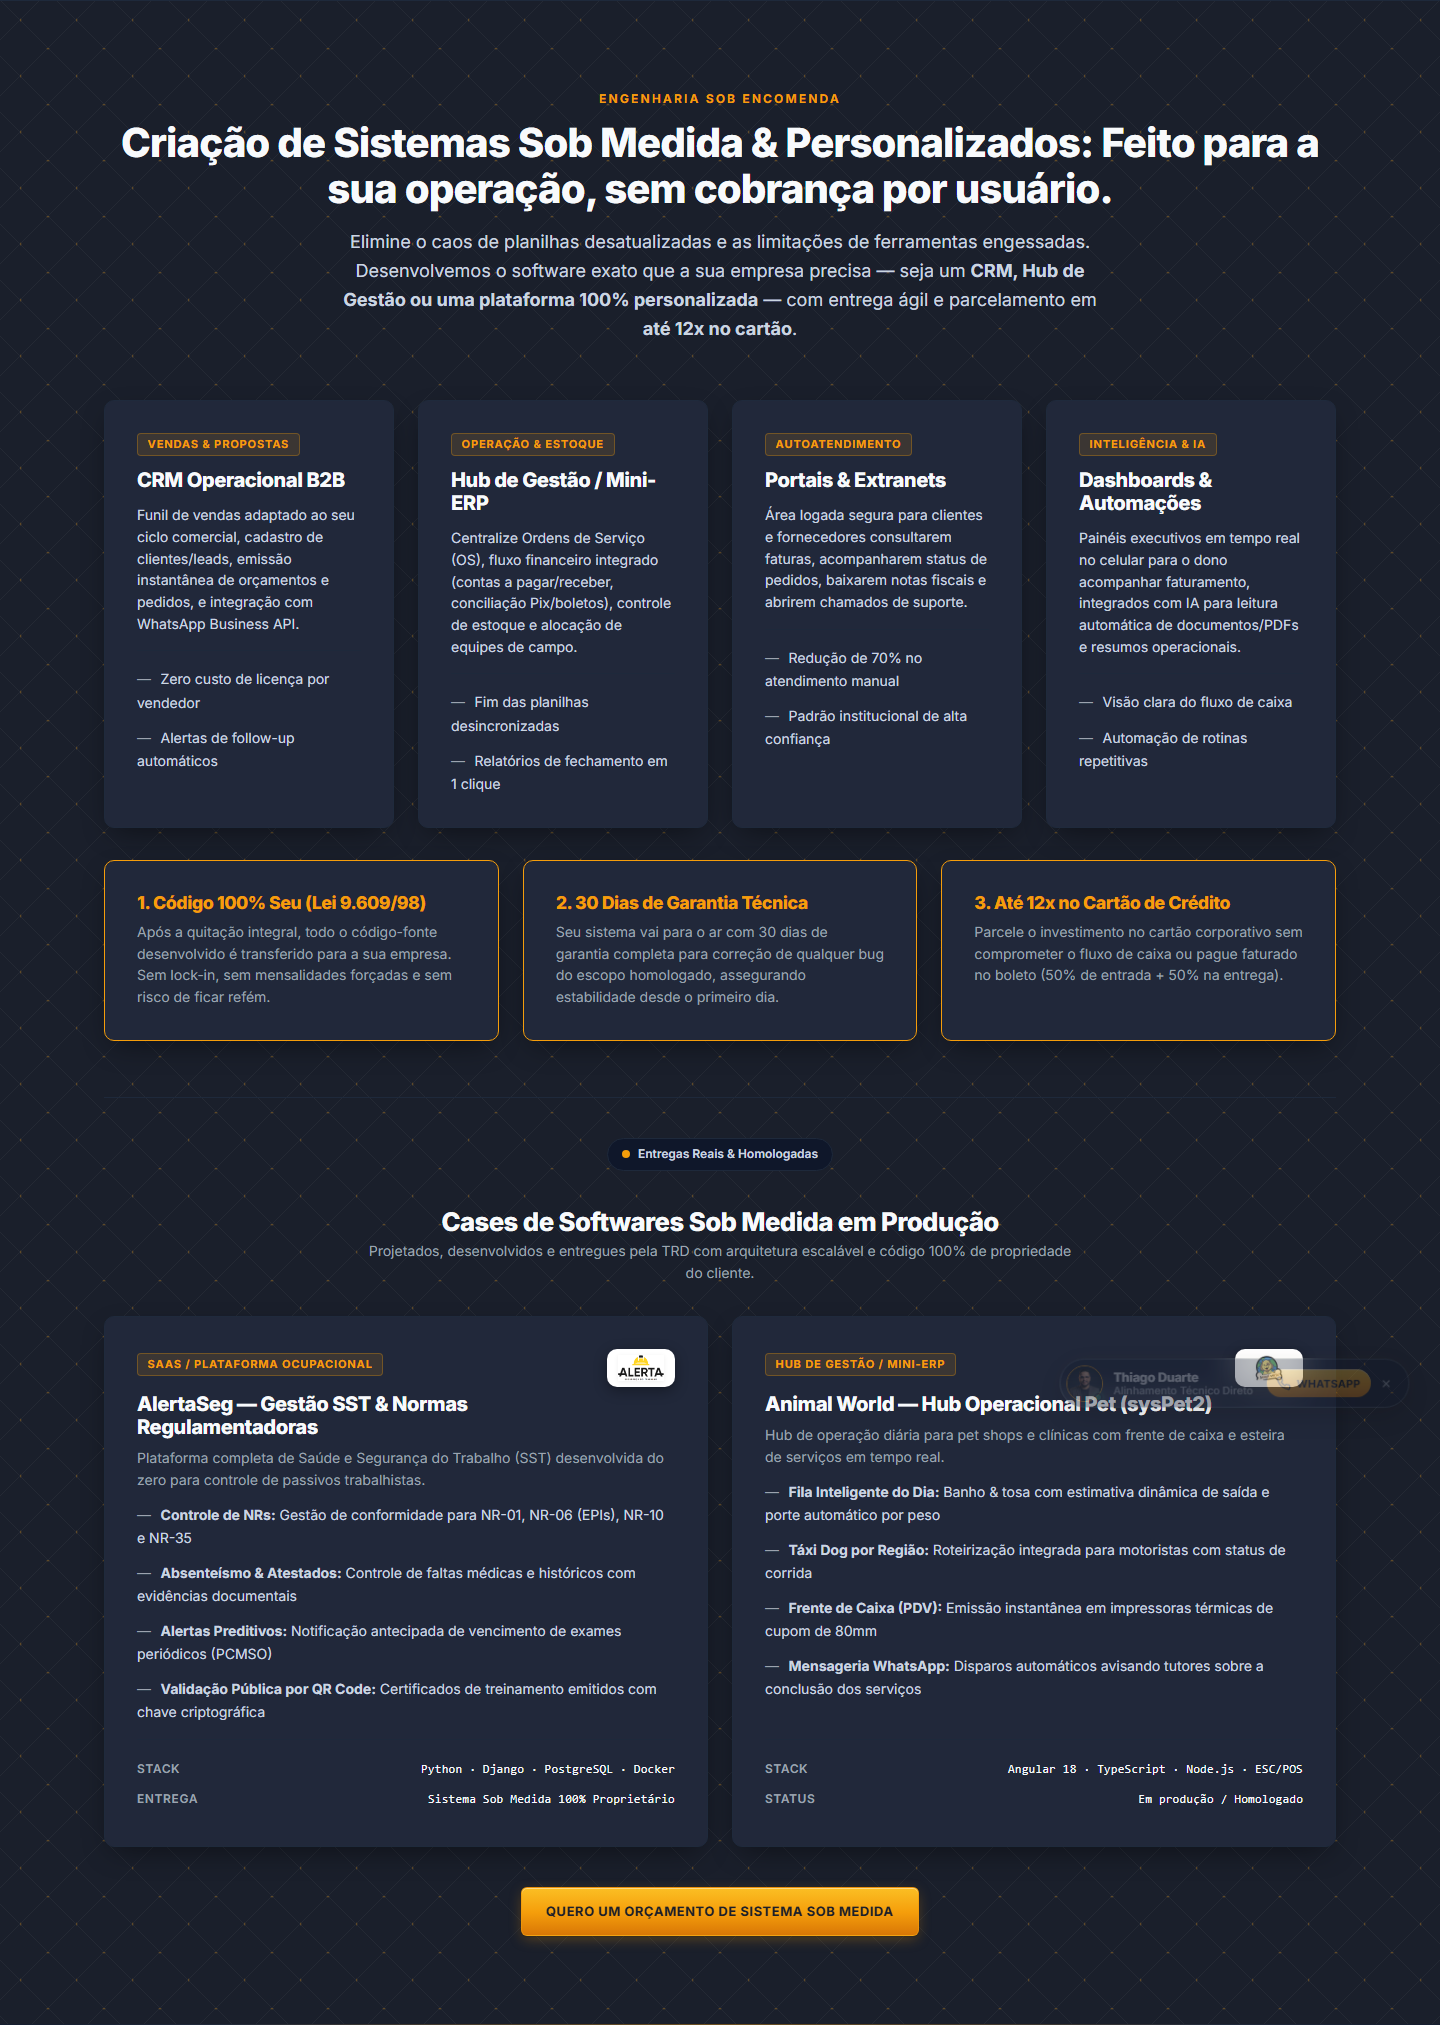 ENGENHARIA SOB ENCOMENDA
Criação de Sistemas Sob Medida & Personalizados: Feito para a
sua operação, sem cobrança por usuário.
Elimine o caos de planilhas desatualizadas e as limitações de ferramentas engessadas.
Desenvolvemos o software exato que a sua empresa precisa — seja um CRM, Hub de
Gestão ou uma plataforma 100% personalizada — com entrega ágil e parcelamento em
até 12x no cartão.
VENDAS & PROPOSTAS
CRM Operacional B2B
Funil de vendas adaptado ao seu
ciclo comercial, cadastro de
clientes/leads, emissão
instantânea de orçamentos e
pedidos, e integração com
WhatsApp Business API.
— Zero custo de licença por
vendedor
— Alertas de follow-up
automáticos
OPERAÇÃO & ESTOQUE
Hub de Gestão / Mini-
ERP
Centralize Ordens de Serviço
(OS), fluxo financeiro integrado
(contas a pagar/receber,
conciliação Pix/boletos), controle
de estoque e alocação de
equipes de campo.
— Fim das planilhas
desincronizadas
— Relatórios de fechamento em
1 clique
AUTOATENDIMENTO
Portais & Extranets
Área logada segura para clientes
e fornecedores consultarem
faturas, acompanharem status de
pedidos, baixarem notas fiscais e
abrirem chamados de suporte.
— Redução de 70% no
atendimento manual
— Padrão institucional de alta
confiança
INTELIGÊNCIA & IA
Dashboards &
Automações
Painéis executivos em tempo real
no celular para o dono
acompanhar faturamento,
integrados com IA para leitura
automática de documentos/PDFs
e resumos operacionais.
— Visão clara do fluxo de caixa
— Automação de rotinas
repetitivas
1. Código 100% Seu (Lei 9.609/98)
Após a quitação integral, todo o código-fonte
desenvolvido é transferido para a sua empresa.
Sem lock-in, sem mensalidades forçadas e sem
risco de ficar refém.
2. 30 Dias de Garantia Técnica
Seu sistema vai para o ar com 30 dias de
garantia completa para correção de qualquer bug
do escopo homologado, assegurando
estabilidade desde o primeiro dia.
3. Até 12x no Cartão de Crédito
Parcele o investimento no cartão corporativo sem
comprometer o fluxo de caixa ou pague faturado
no boleto (50% de entrada + 50% na entrega).
Entregas Reais & Homologadas
Cases de Softwares Sob Medida em Produção
Projetados, desenvolvidos e entregues pela TRD com arquitetura escalável e código 100% de propriedade
do cliente.
SAAS / PLATAFORMA OCUPACIONAL
ALERTA
AlertaSeg — Gestão SST & Normas
Regulamentadoras
Plataforma completa de Saúde e Segurança do Trabalho (SST) desenvolvida do
zero para controle de passivos trabalhistas.
— Controle de NRs: Gestão de conformidade para NR-01, NR-06 (EPIs), NR-10
e NR-35
— Absenteísmo & Atestados: Controle de faltas médicas e históricos com
evidências documentais
— Alertas Preditivos: Notificação antecipada de vencimento de exames
periódicos (PCMSO)
— Validação Pública por QR Code: Certificados de treinamento emitidos com
chave criptográfica
STACK Python · Django · PostgreSQL · Docker
ENTREGA Sistema Sob Medida 100% Proprietário
HUB DE GESTÃO / MINI-ERP
Thiago Duarte
Alinhamento Técnico Direto
WHATSAPP ×
Animal World — Hub Operacional Pet (sysPet2)
Hub de operação diária para pet shops e clínicas com frente de caixa e esteira
de serviços em tempo real.
— Fila Inteligente do Dia: Banho & tosa com estimativa dinâmica de saída e
porte automático por peso
— Táxi Dog por Região: Roteirização integrada para motoristas com status de
corrida
— Frente de Caixa (PDV): Emissão instantânea em impressoras térmicas de
cupom de 80mm
— Mensageria WhatsApp: Disparos automáticos avisando tutores sobre a
conclusão dos serviços
STACK Angular 18 · TypeScript · Node.js · ESC/POS
STATUS Em produção / Homologado
QUERO UM ORÇAMENTO DE SISTEMA SOB MEDIDA